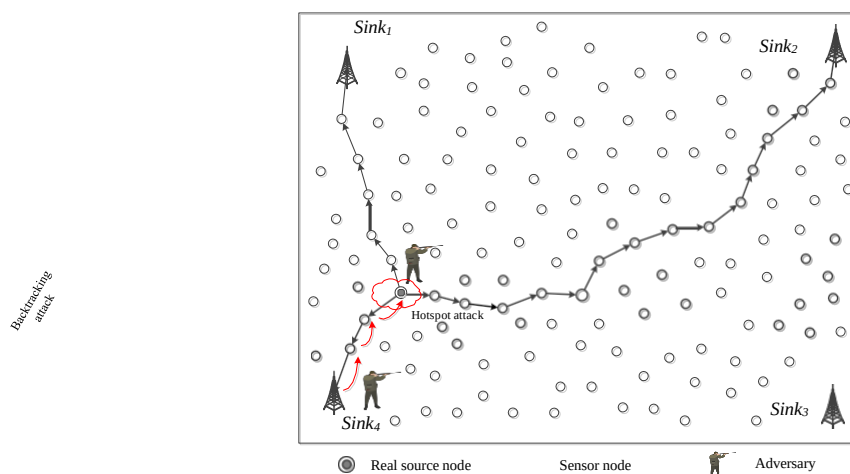 Sink1
Sink2
Backtracking
attack
Hotspot attack
Sink4
Sink3
Real source node
Sensor node
Adversary